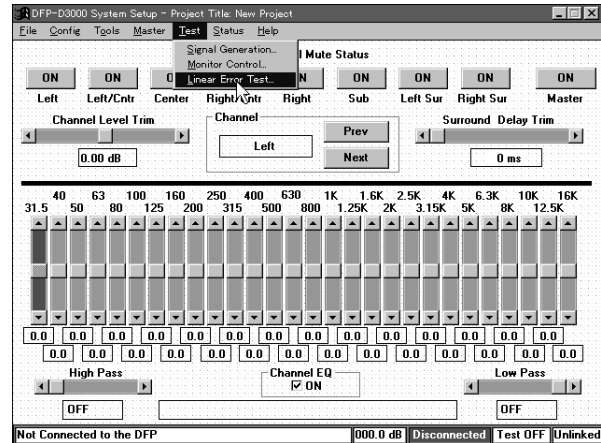 DFP-D3000 System Setup - Project Title: New Project
File Config Tools Master Test Status Help
Signal Generation...
Monitor Control...
Linear Error Test...
l Mute Status
ON ON ON ON ON ON ON
Left Left/Cntr Center Right/Cntr Right Sub Left Sur Right Sur Master
Channel Level Trim Channel Surround Delay Trim
Prev
Left
Next
0.00 dB 0 ms
40 63 100 160 250 400 630 1K 1.6K 2.5K 4K 6.3K 10K 16K
31.5 50 80 125 200 315 500 800 1.25K 2K 3.15K 5K 8K 12.5K
0.0 0.0 0.0 0.0 0.0 0.0 0.0 0.0 0.0 0.0 0.0 0.0 0.0 0.0
0.0 0.0 0.0 0.0 0.0 0.0 0.0 0.0 0.0 0.0 0.0 0.0 0.0 0.0
High Pass Channel EQ Low Pass
ON
OFF OFF
Not Connected to the DFP 000.0 dB Disconnected Test OFF Unlinked